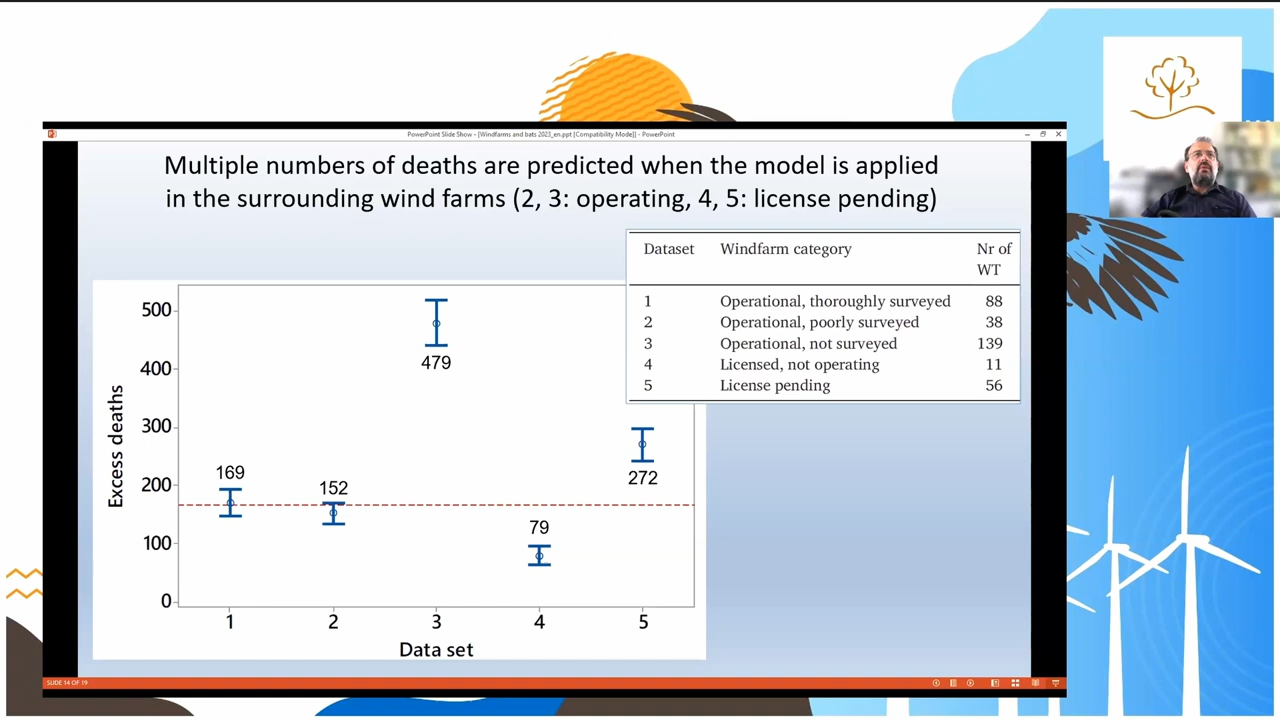 PowerPoint Slide Show - [Windfarms and bats 2023_en.ppt [Compatibility Mode]] - PowerPoint
Multiple numbers of deaths are predicted when the model is applied
in the surrounding wind farms (2, 3: operating, 4, 5: license pending)
Dataset Windfarm category Nr of
WT
1 Operational, thoroughly surveyed 88
2 Operational, poorly surveyed 38
3 Operational, not surveyed 139
4 Licensed, not operating 11
5 License pending 56
Excess deaths
500
400
300
200
100
0
169
152
479
79
272
1 2 3 4 5
Data set
SLIDE 14 OF 19